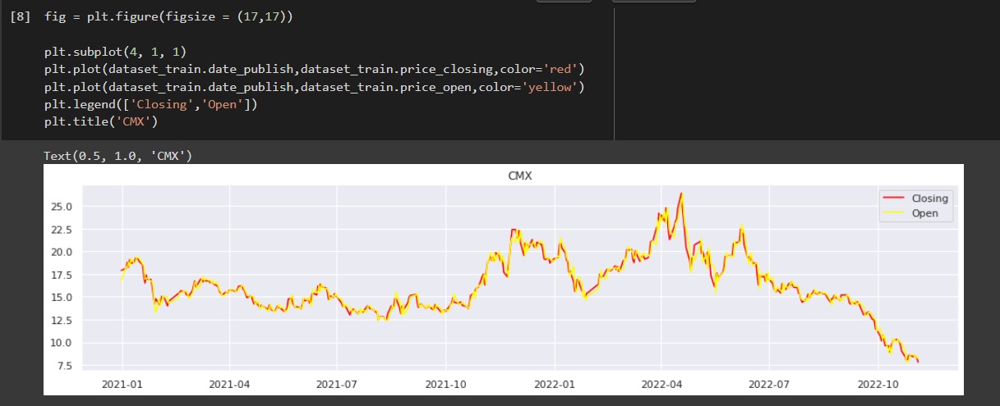 [8] fig = plt.figure(figsize = (17,17))
plt.subplot(4, 1, 1)
plt.plot(dataset_train.date_publish,dataset_train.price_closing,color='red')
plt.plot(dataset_train.date_publish,dataset_train.price_open,color='yellow')
plt.legend(['Closing','Open'])
plt.title('CMX')
Text(0.5, 1.0, 'CMX')
CMX
Closing
Open
25.0
22.5
20.0
17.5
15.0
12.5
10.0
7.5
2021-01 2021-04 2021-07 2021-10 2022-01 2022-04 2022-07 2022-10